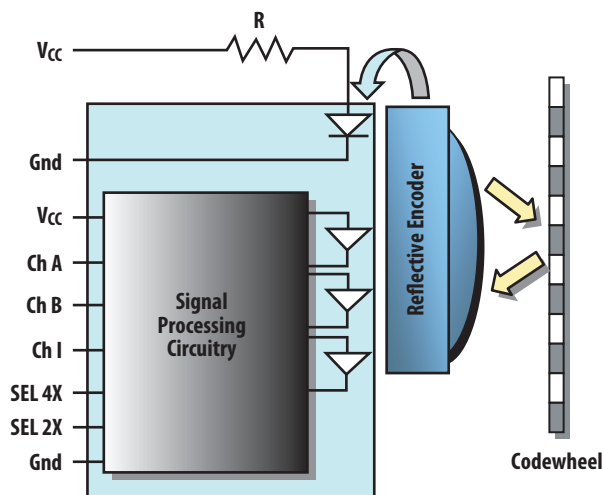 R
Vcc
Gnd
Vcc
Ch A
Ch B
Ch I
SEL 4X
SEL 2X
Gnd
Signal
Processing
Circuitry
Reflective Encoder
Codewheel